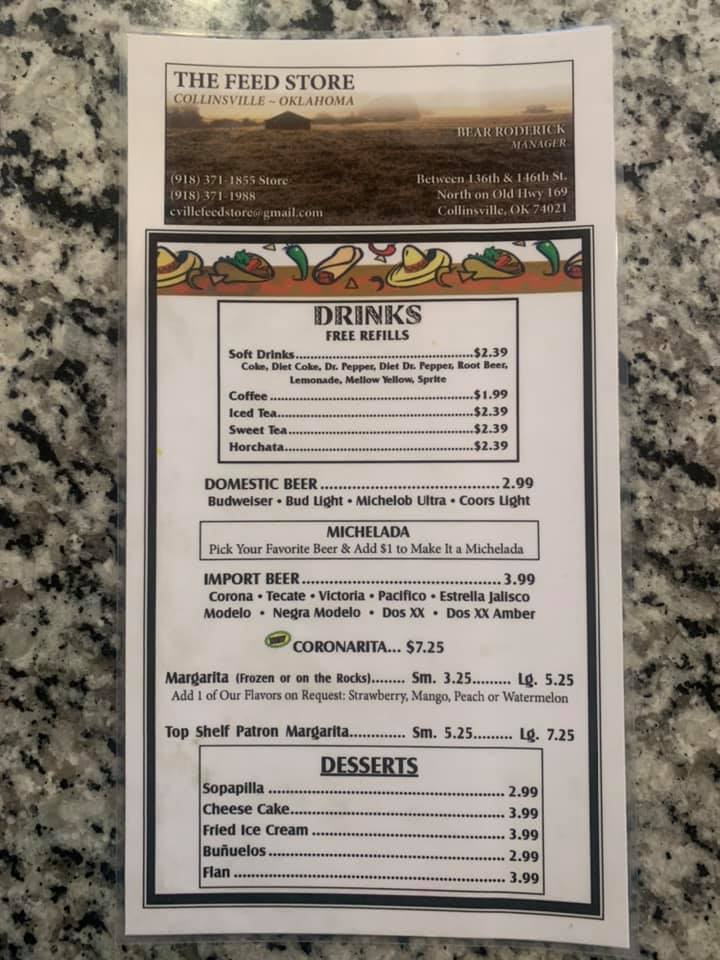 THE FEED STORE
COLLINSVILLE ~ OKLAHOMA
BEAR RODERICK
MANAGER
(918) 371-1855 Store
(918) 371-1988
cvillefeedstore@gmail.com
Between 136th & 146th St.
North on Old Hwy 169
Collinsville, OK 74021
DRINKS
FREE REFILLS
Soft Drinks.......................................$2.39
Coke, Diet Coke, Dr. Pepper, Diet Dr. Pepper, Root Beer,
Lemonade, Mellow Yellow, Sprite
Coffee.............................................$1.99
Iced Tea...........................................$2.39
Sweet Tea.........................................$2.39
Horchata..........................................$2.39
DOMESTIC BEER......................................2.99
Budweiser • Bud Light • Michelob Ultra • Coors Light
MICHELADA
Pick Your Favorite Beer & Add $1 to Make It a Michelada
IMPORT BEER..........................................3.99
Corona • Tecate • Victoria • Pacifico • Estrella Jalisco
Modelo • Negra Modelo • Dos XX • Dos XX Amber
CORONARITA... $7.25
Margarita (Frozen or on the Rocks)........ Sm. 3.25......... Lg. 5.25
Add 1 of Our Flavors on Request: Strawberry, Mango, Peach or Watermelon
Top Shelf Patron Margarita............. Sm. 5.25......... Lg. 7.25
DESSERTS
Sopapilla .................................................. 2.99
Cheese Cake.............................................. 3.99
Fried Ice Cream ......................................... 3.99
Buñuelos.................................................. 2.99
Flan ........................................................ 3.99